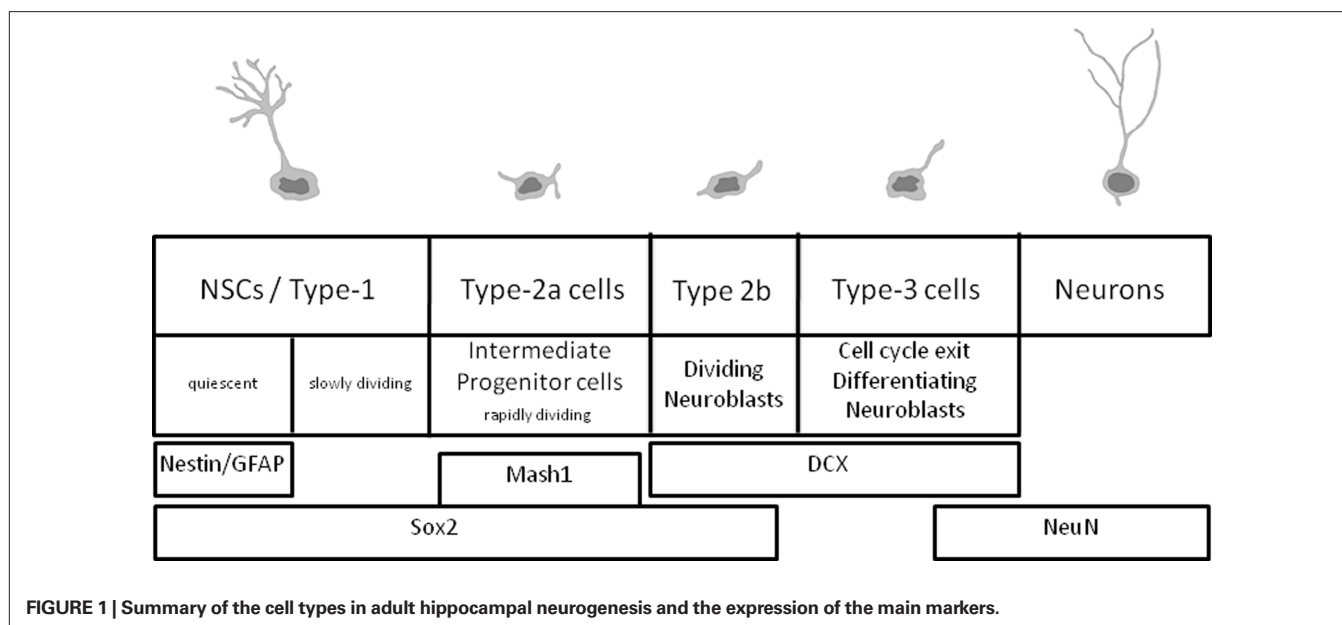 NSCs / Type-1
Type-2a cells
Type 2b
Type-3 cells
Neurons
quiescent
slowly dividing
Intermediate
Progenitor cells
rapidly dividing
Dividing
Neuroblasts
Cell cycle exit
Differentiating
Neuroblasts
Nestin/GFAP
Mash1
DCX
Sox2
NeuN
FIGURE 1 | Summary of the cell types in adult hippocampal neurogenesis and the expression of the main markers.